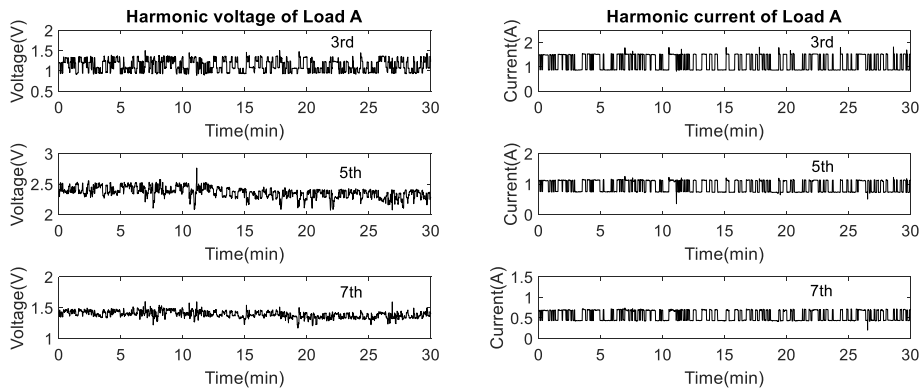 Harmonic voltage of Load A
Voltage(V)
2
1.5
1
0.5
3rd
0 5 10 15 20 25 30
Time(min)
Voltage(V)
3
2.5
2
5th
0 5 10 15 20 25 30
Time(min)
Voltage(V)
2
1.5
1
7th
0 5 10 15 20 25 30
Time(min)
Harmonic current of Load A
Current(A)
2
1
0
3rd
0 5 10 15 20 25 30
Time(min)
Current(A)
2
1
0
5th
0 5 10 15 20 25 30
Time(min)
Current(A)
1.5
1
0.5
0
7th
0 5 10 15 20 25 30
Time(min)